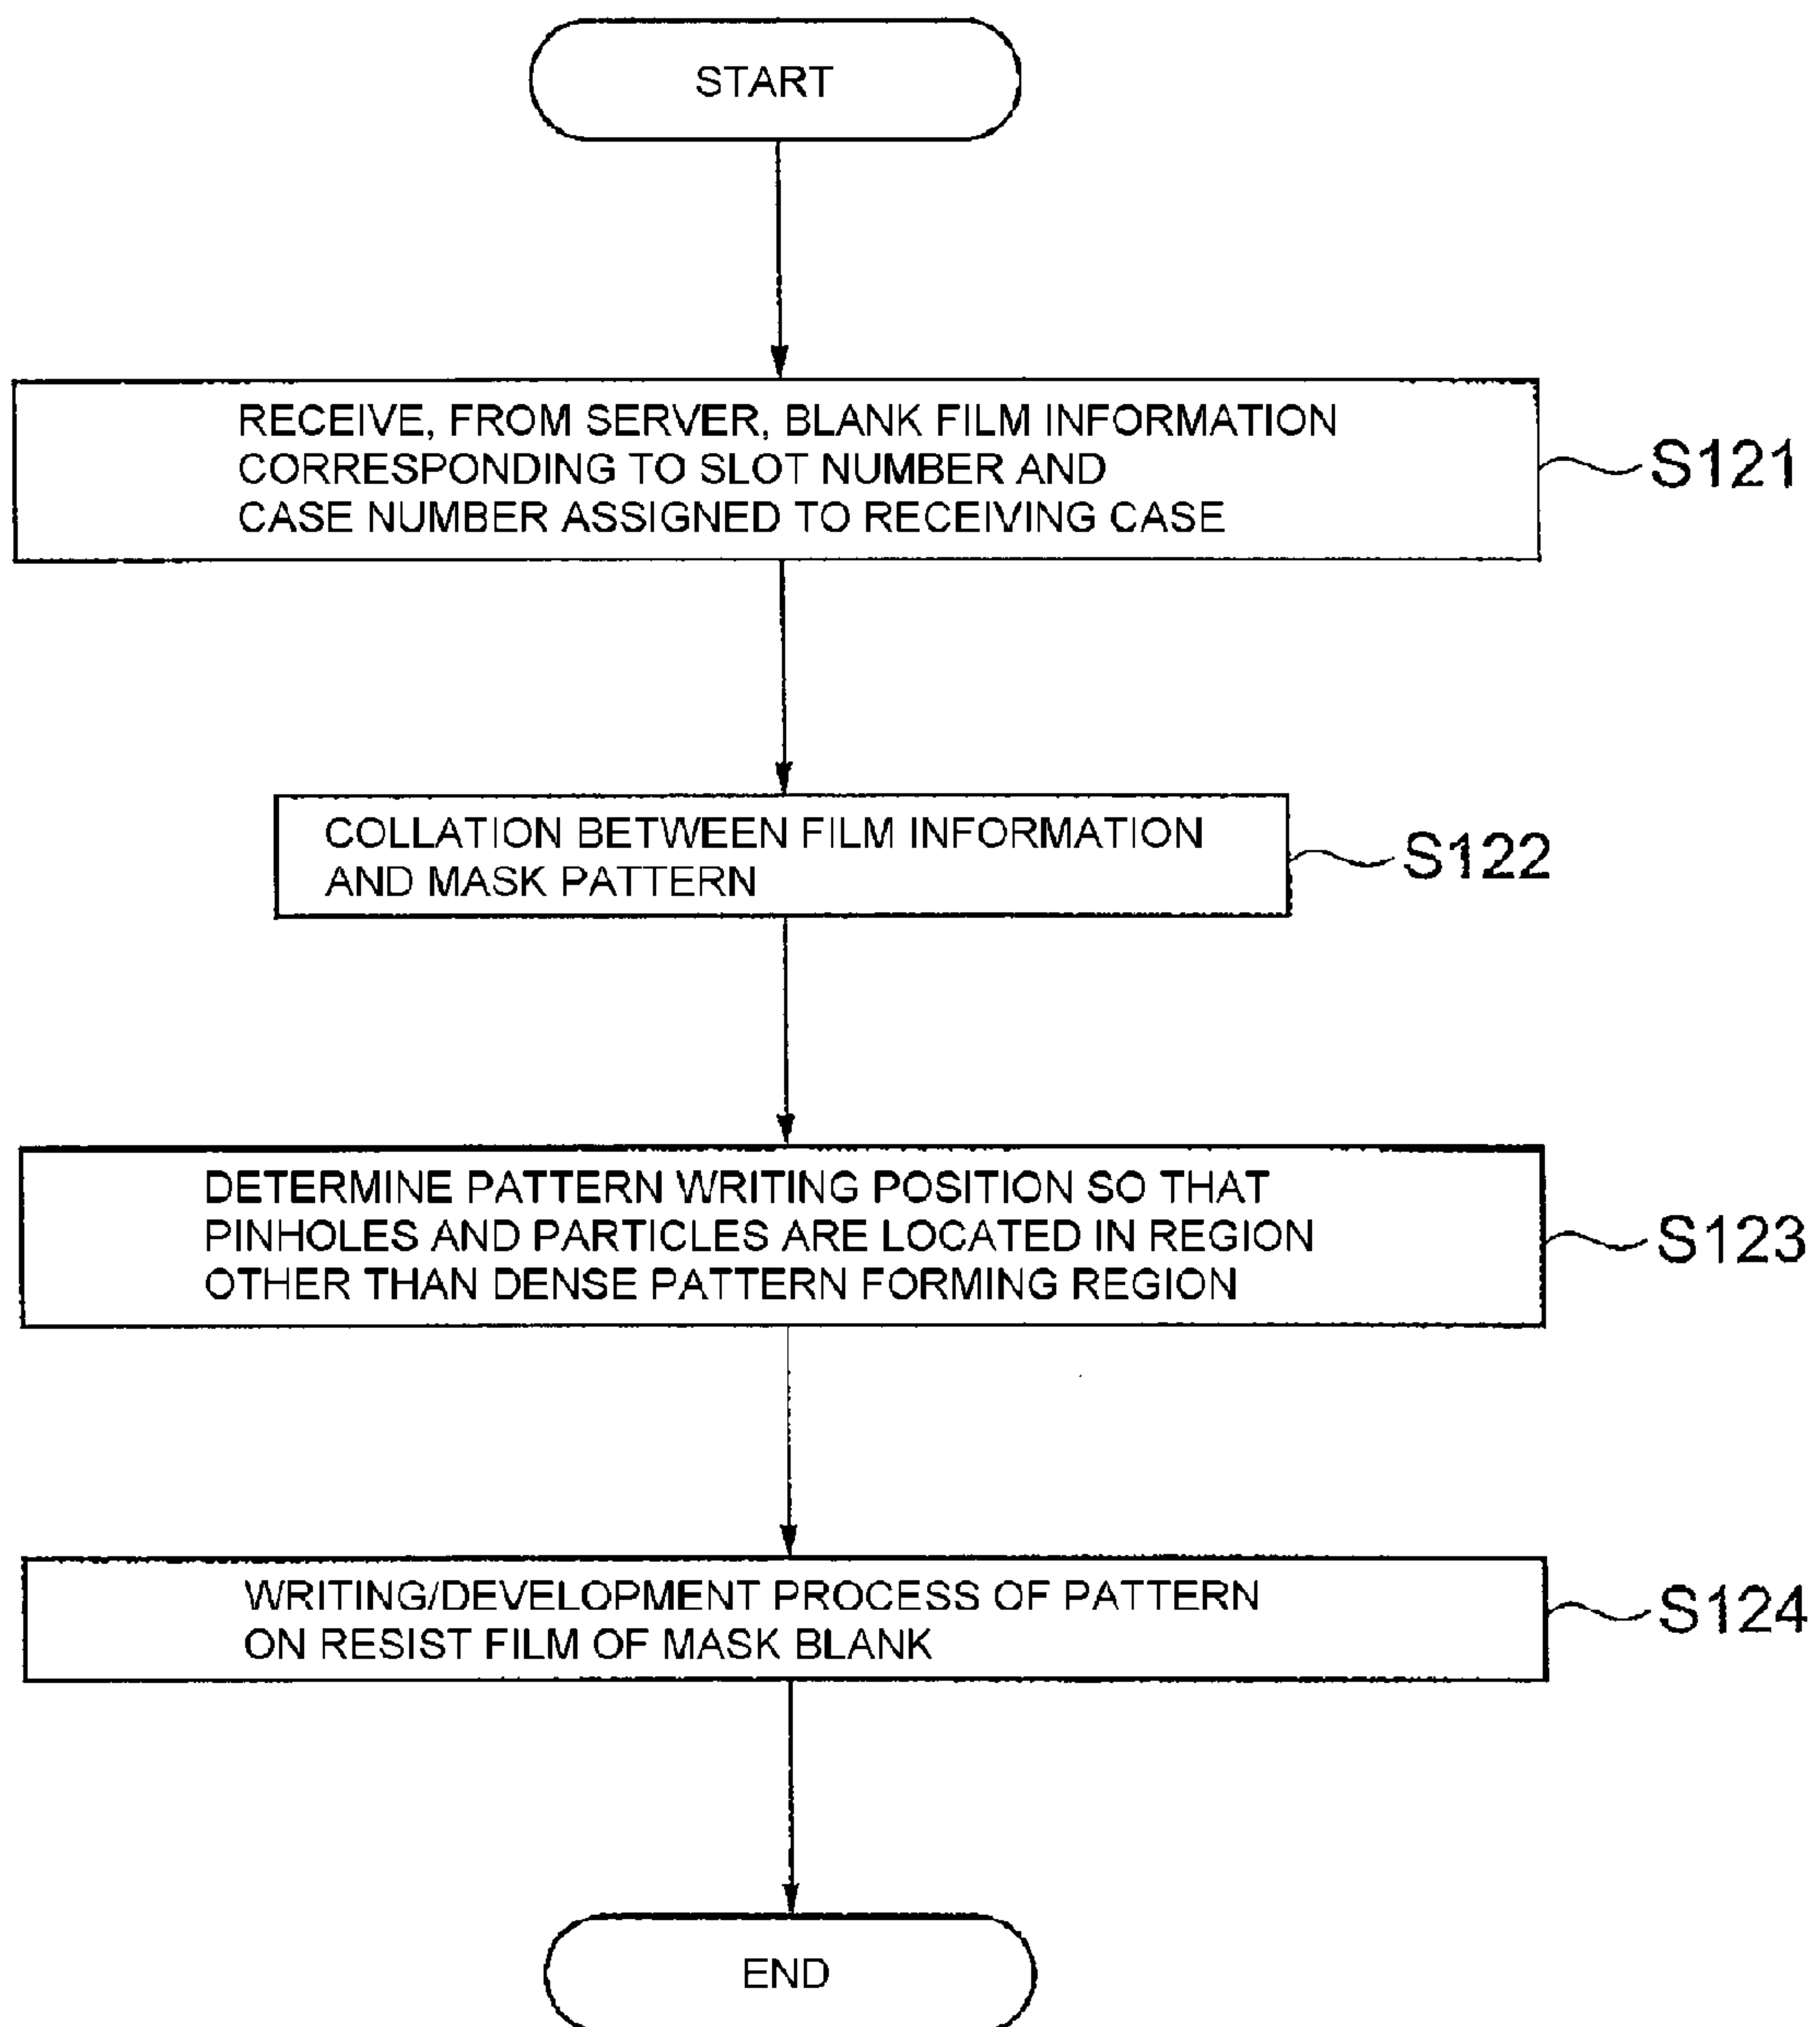 START
RECEIVE, FROM SERVER, BLANK FILM INFORMATION
CORRESPONDING TO SLOT NUMBER AND
CASE NUMBER ASSIGNED TO RECEIVING CASE
S121
COLLATION BETWEEN FILM INFORMATION
AND MASK PATTERN
S122
DETERMINE PATTERN WRITING POSITION SO THAT
PINHOLES AND PARTICLES ARE LOCATED IN REGION
OTHER THAN DENSE PATTERN FORMING REGION
S123
WRITING/DEVELOPMENT PROCESS OF PATTERN
ON RESIST FILM OF MASK BLANK
S124
END